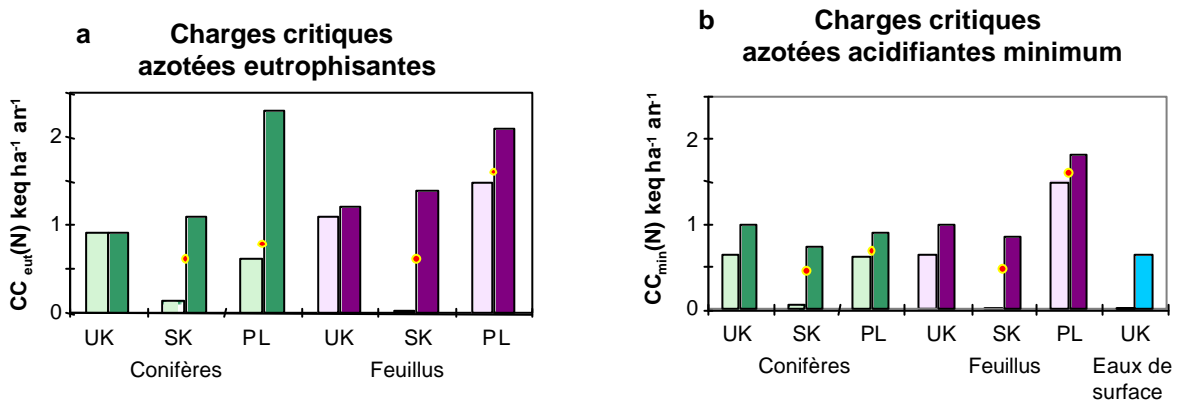 a
Charges critiques
azotées eutrophisantes
CC eut(N) keq ha-1 an-1
2
1
0
UK SK PL UK SK PL
Conifères Feuillus
b
Charges critiques
azotées acidifiantes minimum
CCmin(N) keq ha-1 an-1
2
1
0
UK SK PL UK SK PL UK
Conifères Feuillus Eaux de
surface